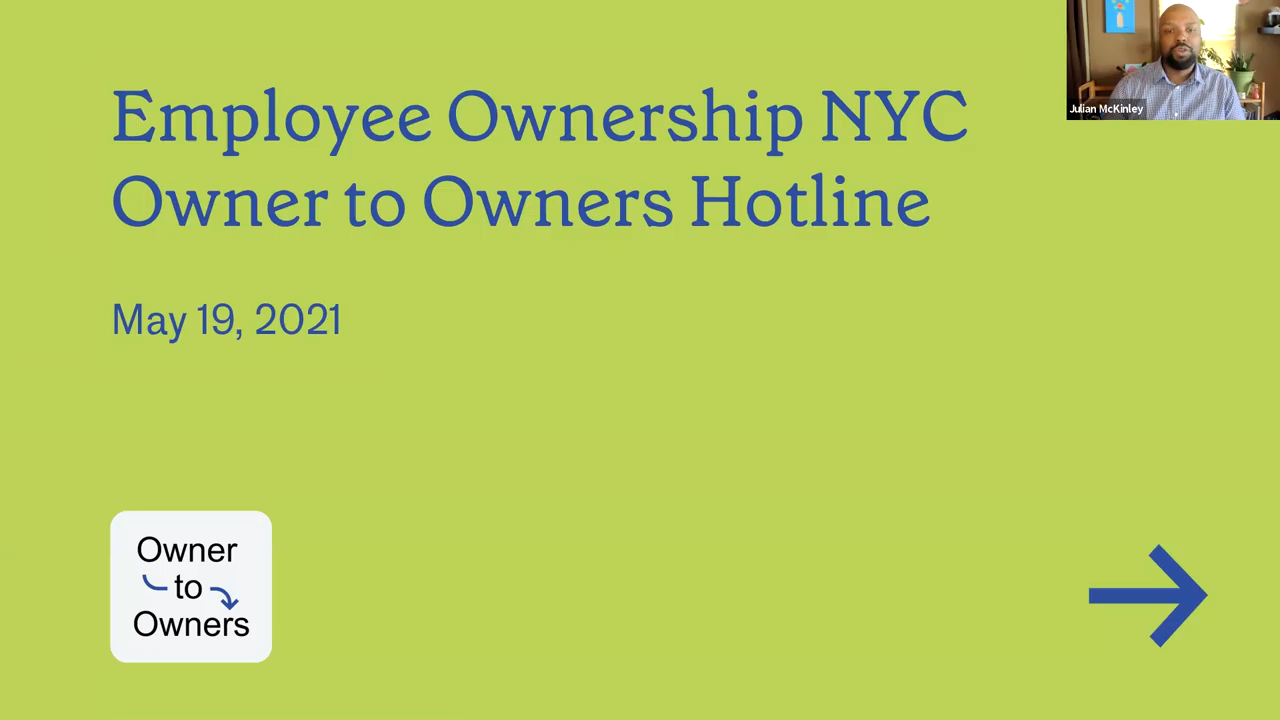 Employee Ownership NYC
Owner to Owners Hotline
May 19, 2021
Owner
to
Owners
Julian McKinley